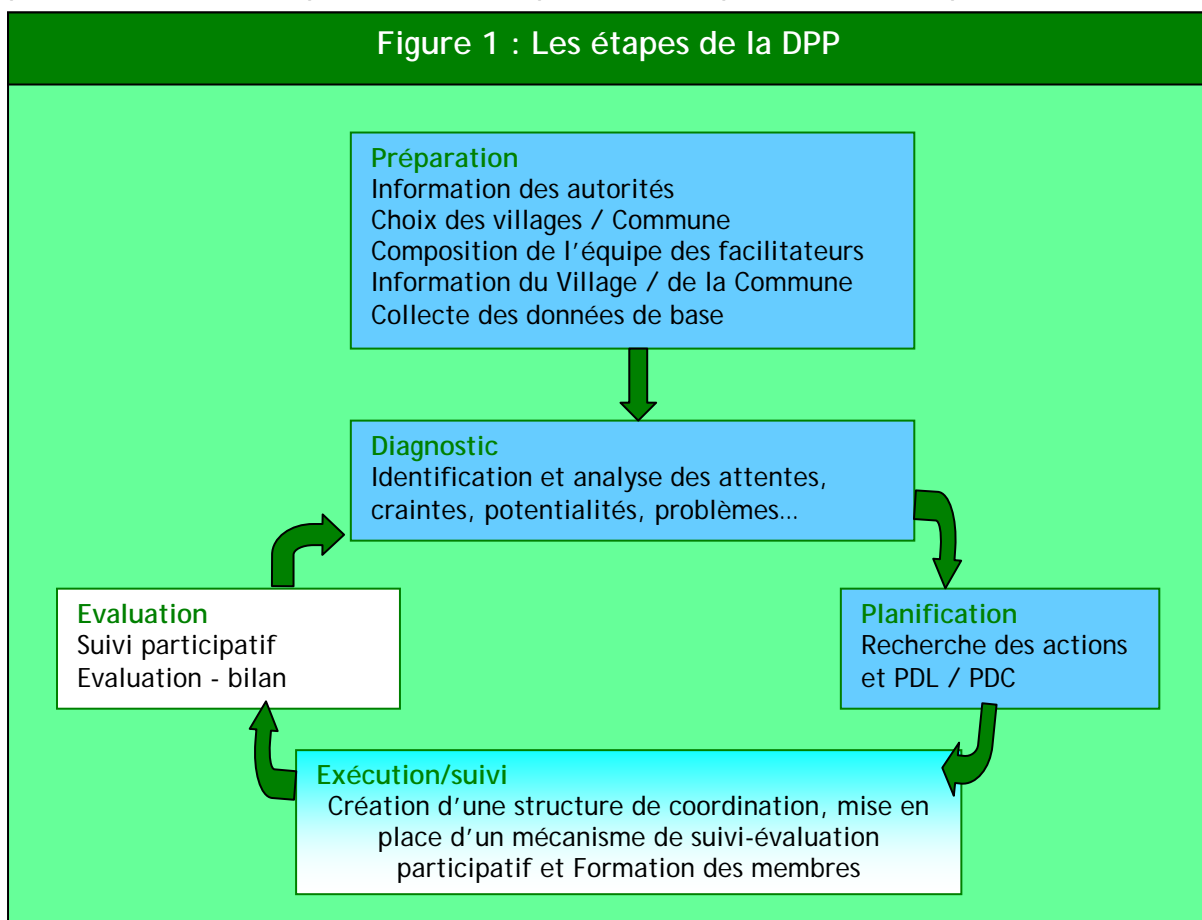 Figure 1 : Les étapes de la DPP
Préparation
Information des autorités
Choix des villages / Commune
Composition de l'équipe des facilitateurs
Information du Village / de la Commune
Collecte des données de base
Diagnostic
Identification et analyse des attentes,
craintes, potentialités, problèmes…
Evaluation
Suivi participatif
Evaluation - bilan
Planification
Recherche des actions
et PDL / PDC
Exécution/suivi
Création d'une structure de coordination, mise en
place d'un mécanisme de suivi-évaluation
participatif et Formation des membres